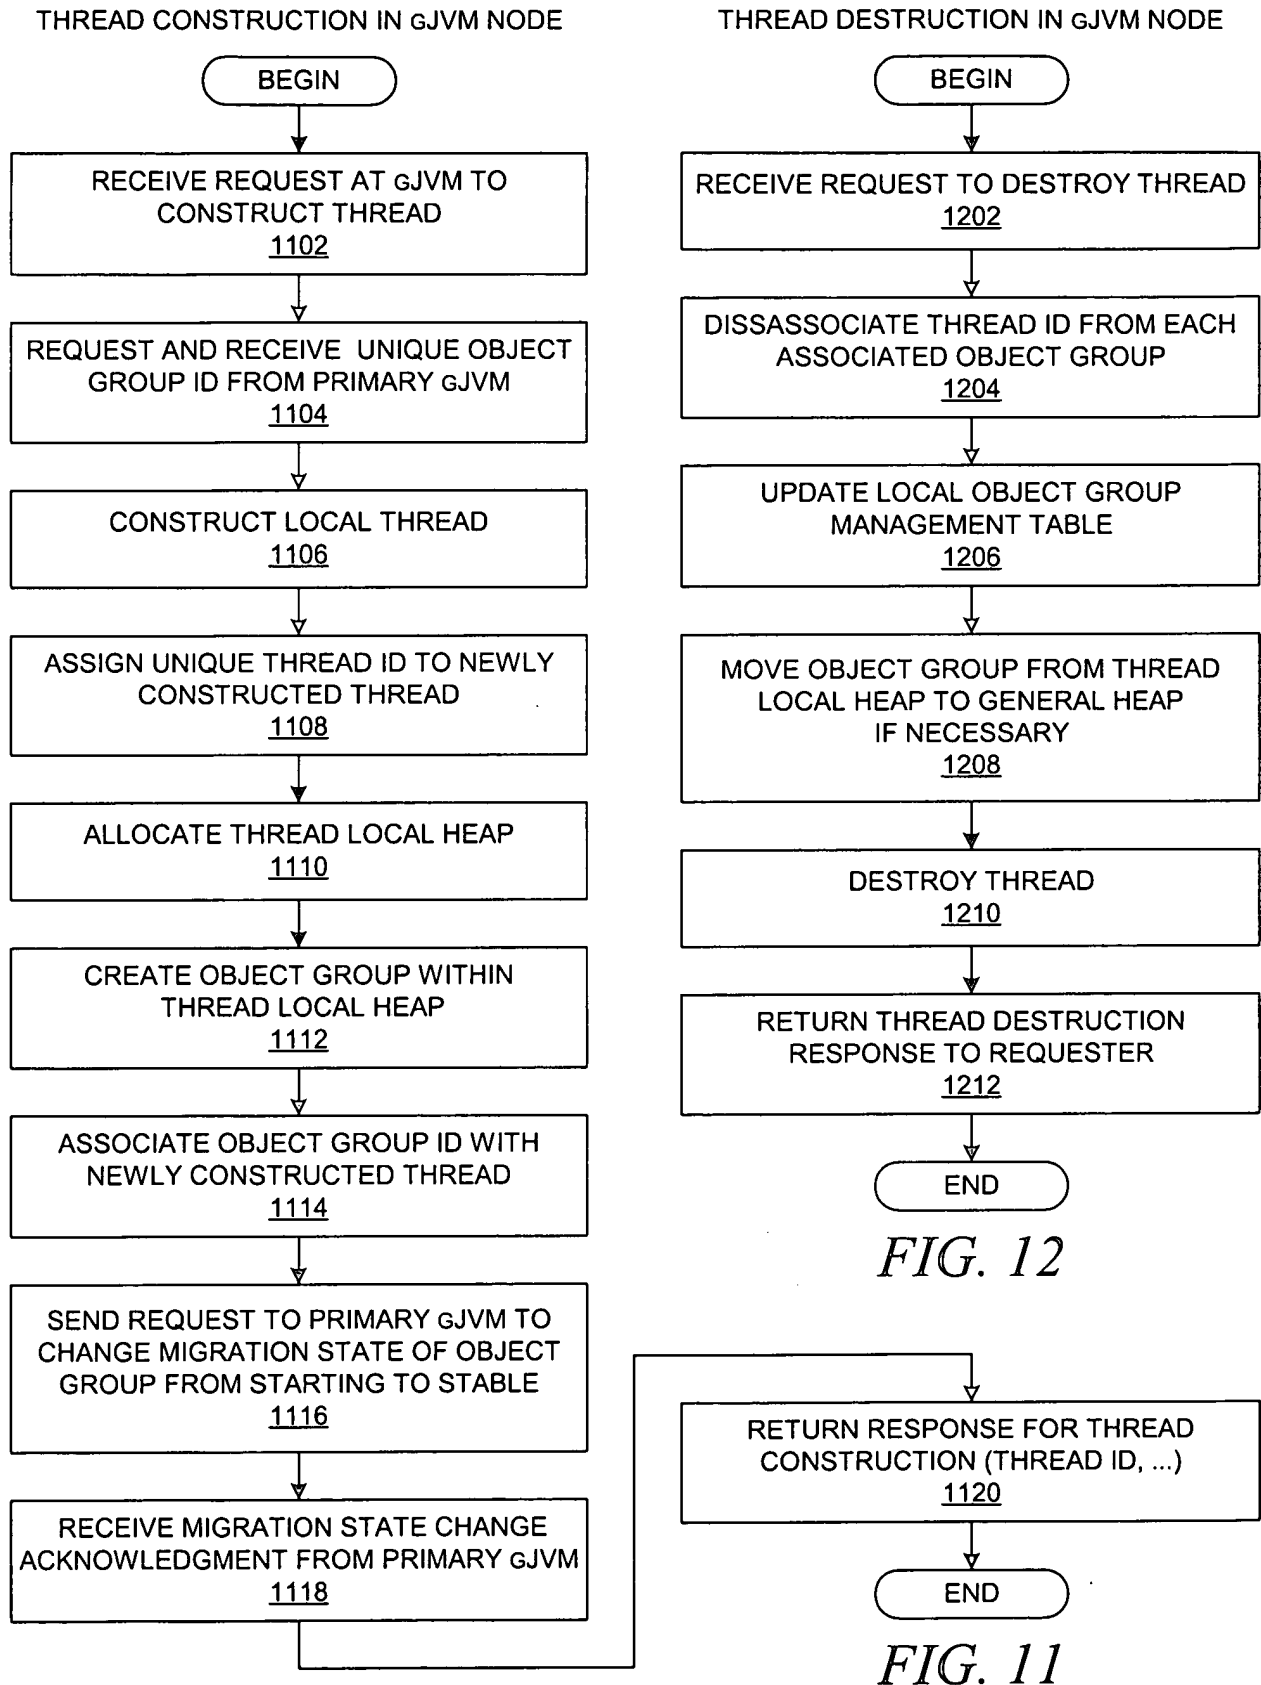 THREAD CONSTRUCTION IN GJVM NODE
BEGIN
RECEIVE REQUEST AT GJVM TO
CONSTRUCT THREAD
1102
REQUEST AND RECEIVE UNIQUE OBJECT
GROUP ID FROM PRIMARY GJVM
1104
CONSTRUCT LOCAL THREAD
1106
ASSIGN UNIQUE THREAD ID TO NEWLY
CONSTRUCTED THREAD
1108
ALLOCATE THREAD LOCAL HEAP
1110
CREATE OBJECT GROUP WITHIN
THREAD LOCAL HEAP
1112
ASSOCIATE OBJECT GROUP ID WITH
NEWLY CONSTRUCTED THREAD
1114
SEND REQUEST TO PRIMARY GJVM TO
CHANGE MIGRATION STATE OF OBJECT
GROUP FROM STARTING TO STABLE
1116
RECEIVE MIGRATION STATE CHANGE
ACKNOWLEDGMENT FROM PRIMARY GJVM
1118
RETURN RESPONSE FOR THREAD
CONSTRUCTION (THREAD ID, ...)
1120
END
FIG. 11
THREAD DESTRUCTION IN GJVM NODE
BEGIN
RECEIVE REQUEST TO DESTROY THREAD
1202
DISSASSOCIATE THREAD ID FROM EACH
ASSOCIATED OBJECT GROUP
1204
UPDATE LOCAL OBJECT GROUP
MANAGEMENT TABLE
1206
MOVE OBJECT GROUP FROM THREAD
LOCAL HEAP TO GENERAL HEAP
IF NECESSARY
1208
DESTROY THREAD
1210
RETURN THREAD DESTRUCTION
RESPONSE TO REQUESTER
1212
END
FIG. 12